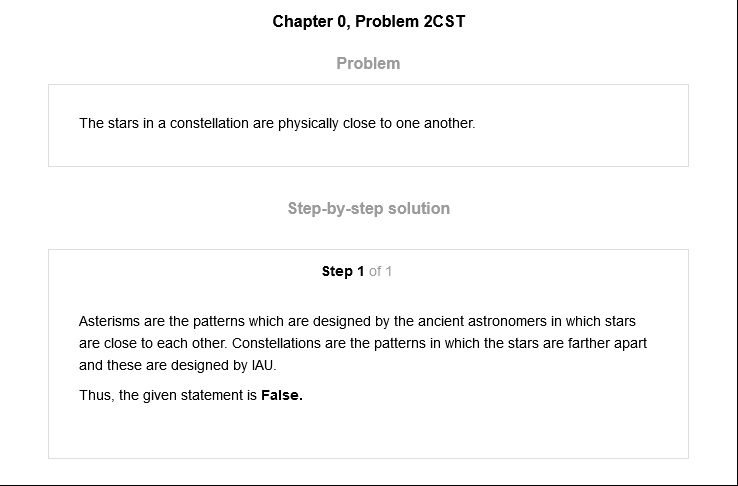 Chapter 0, Problem 2CST
Problem
The stars in a constellation are physically close to one another.
Step-by-step solution
Step 1 of 1
Asterisms are the patterns which are designed by the ancient astronomers in which stars
are close to each other. Constellations are the patterns in which the stars are farther apart
and these are designed by IAU.
Thus, the given statement is False.